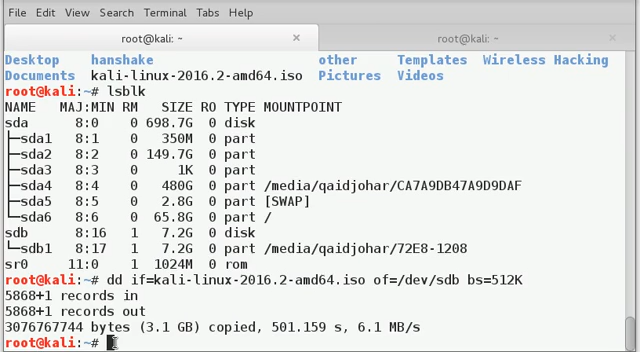 File Edit View Search Terminal Tabs Help
root@kali: ~ × root@kali: ~ ×
Desktop hanshake other Templates Wireless Hacking
Documents kali-linux-2016.2-amd64.iso Pictures Videos
root@kali:~# lsblk
NAME MAJ:MIN RM SIZE RO TYPE MOUNTPOINT
sda 8:0 0 698.7G 0 disk
├─sda1 8:1 0 350M 0 part
├─sda2 8:2 0 149.7G 0 part
├─sda3 8:3 0 1K 0 part
├─sda4 8:4 0 480G 0 part /media/qaidjohar/CA7A9DB47A9D9DAF
├─sda5 8:5 0 2.8G 0 part [SWAP]
└─sda6 8:6 0 65.8G 0 part /
sdb 8:16 1 7.2G 0 disk
└─sdb1 8:17 1 7.2G 0 part /media/qaidjohar/72E8-1208
sr0 11:0 1 1024M 0 rom
root@kali:~# dd if=kali-linux-2016.2-amd64.iso of=/dev/sdb bs=512K
5868+1 records in
5868+1 records out
3076767744 bytes (3.1 GB) copied, 501.159 s, 6.1 MB/s
root@kali:~#